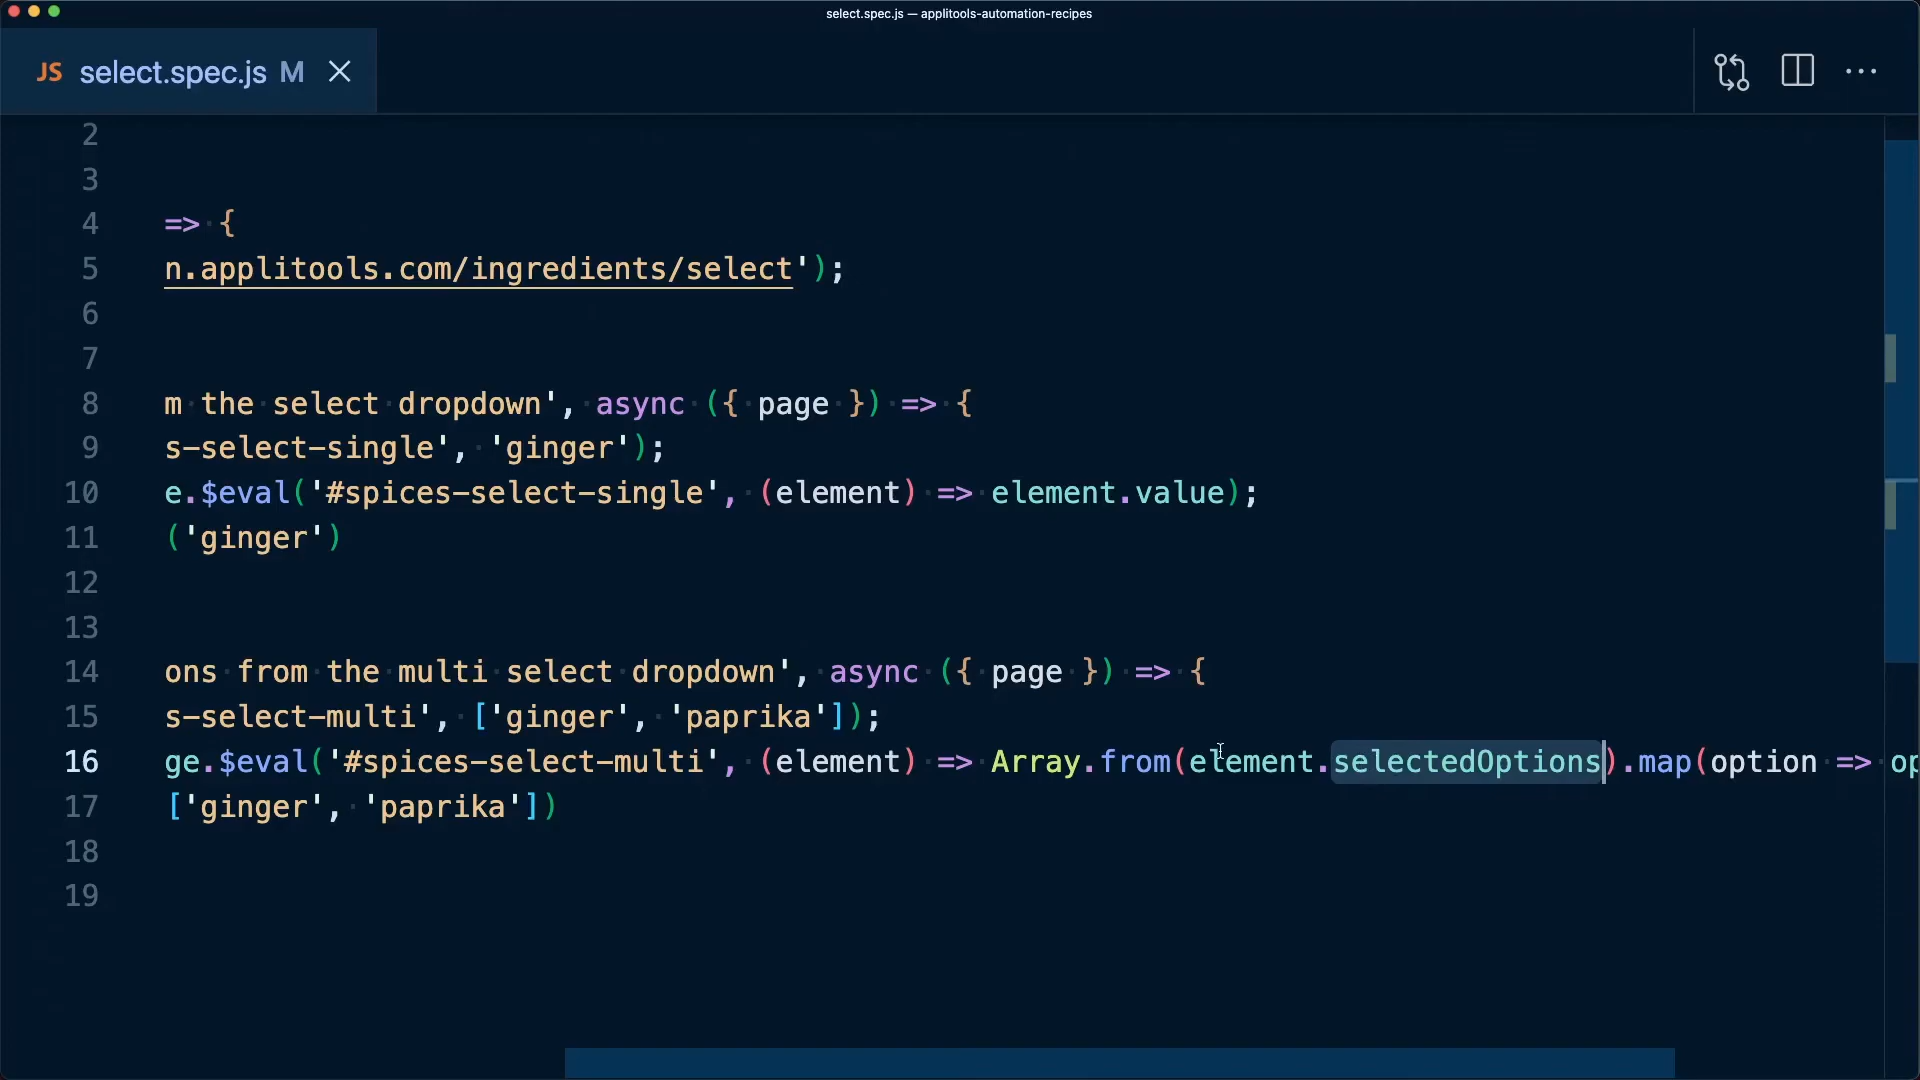 select.spec.js — applitools-automation-recipes
JS select.spec.js M
2
3
4 => {
5 n.applitools.com/ingredients/select');
6
7
8 m the select dropdown', async ({ page }) => {
9 s-select-single', 'ginger');
10 e.$eval('#spices-select-single', (element) => element.value);
11 ('ginger')
12
13
14 ons from the multi select dropdown', async ({ page }) => {
15 s-select-multi', ['ginger', 'paprika']);
16 ge.$eval('#spices-select-multi', (element) => Array.from(element.selectedOptions).map(option => op
17 ['ginger', 'paprika'])
18
19